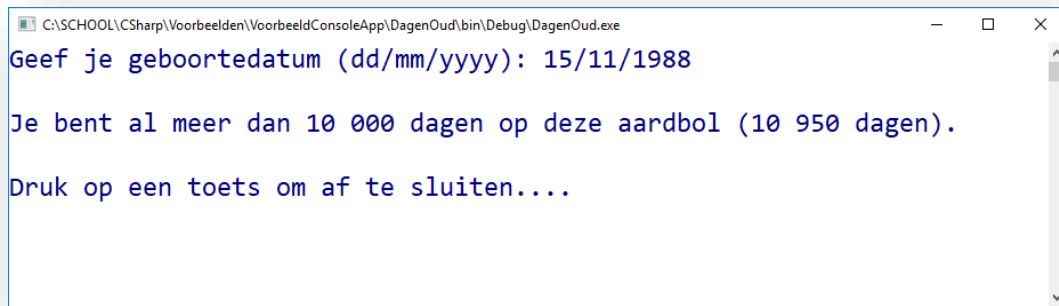 C:\SCHOOL\CSharp\Voorbeelden\VoorbeeldConsoleApp\DagenOud\bin\Debug\DagenOud.exe
Geef je geboortedatum (dd/mm/yyyy): 15/11/1988
Je bent al meer dan 10 000 dagen op deze aardbol (10 950 dagen).
Druk op een toets om af te sluiten....